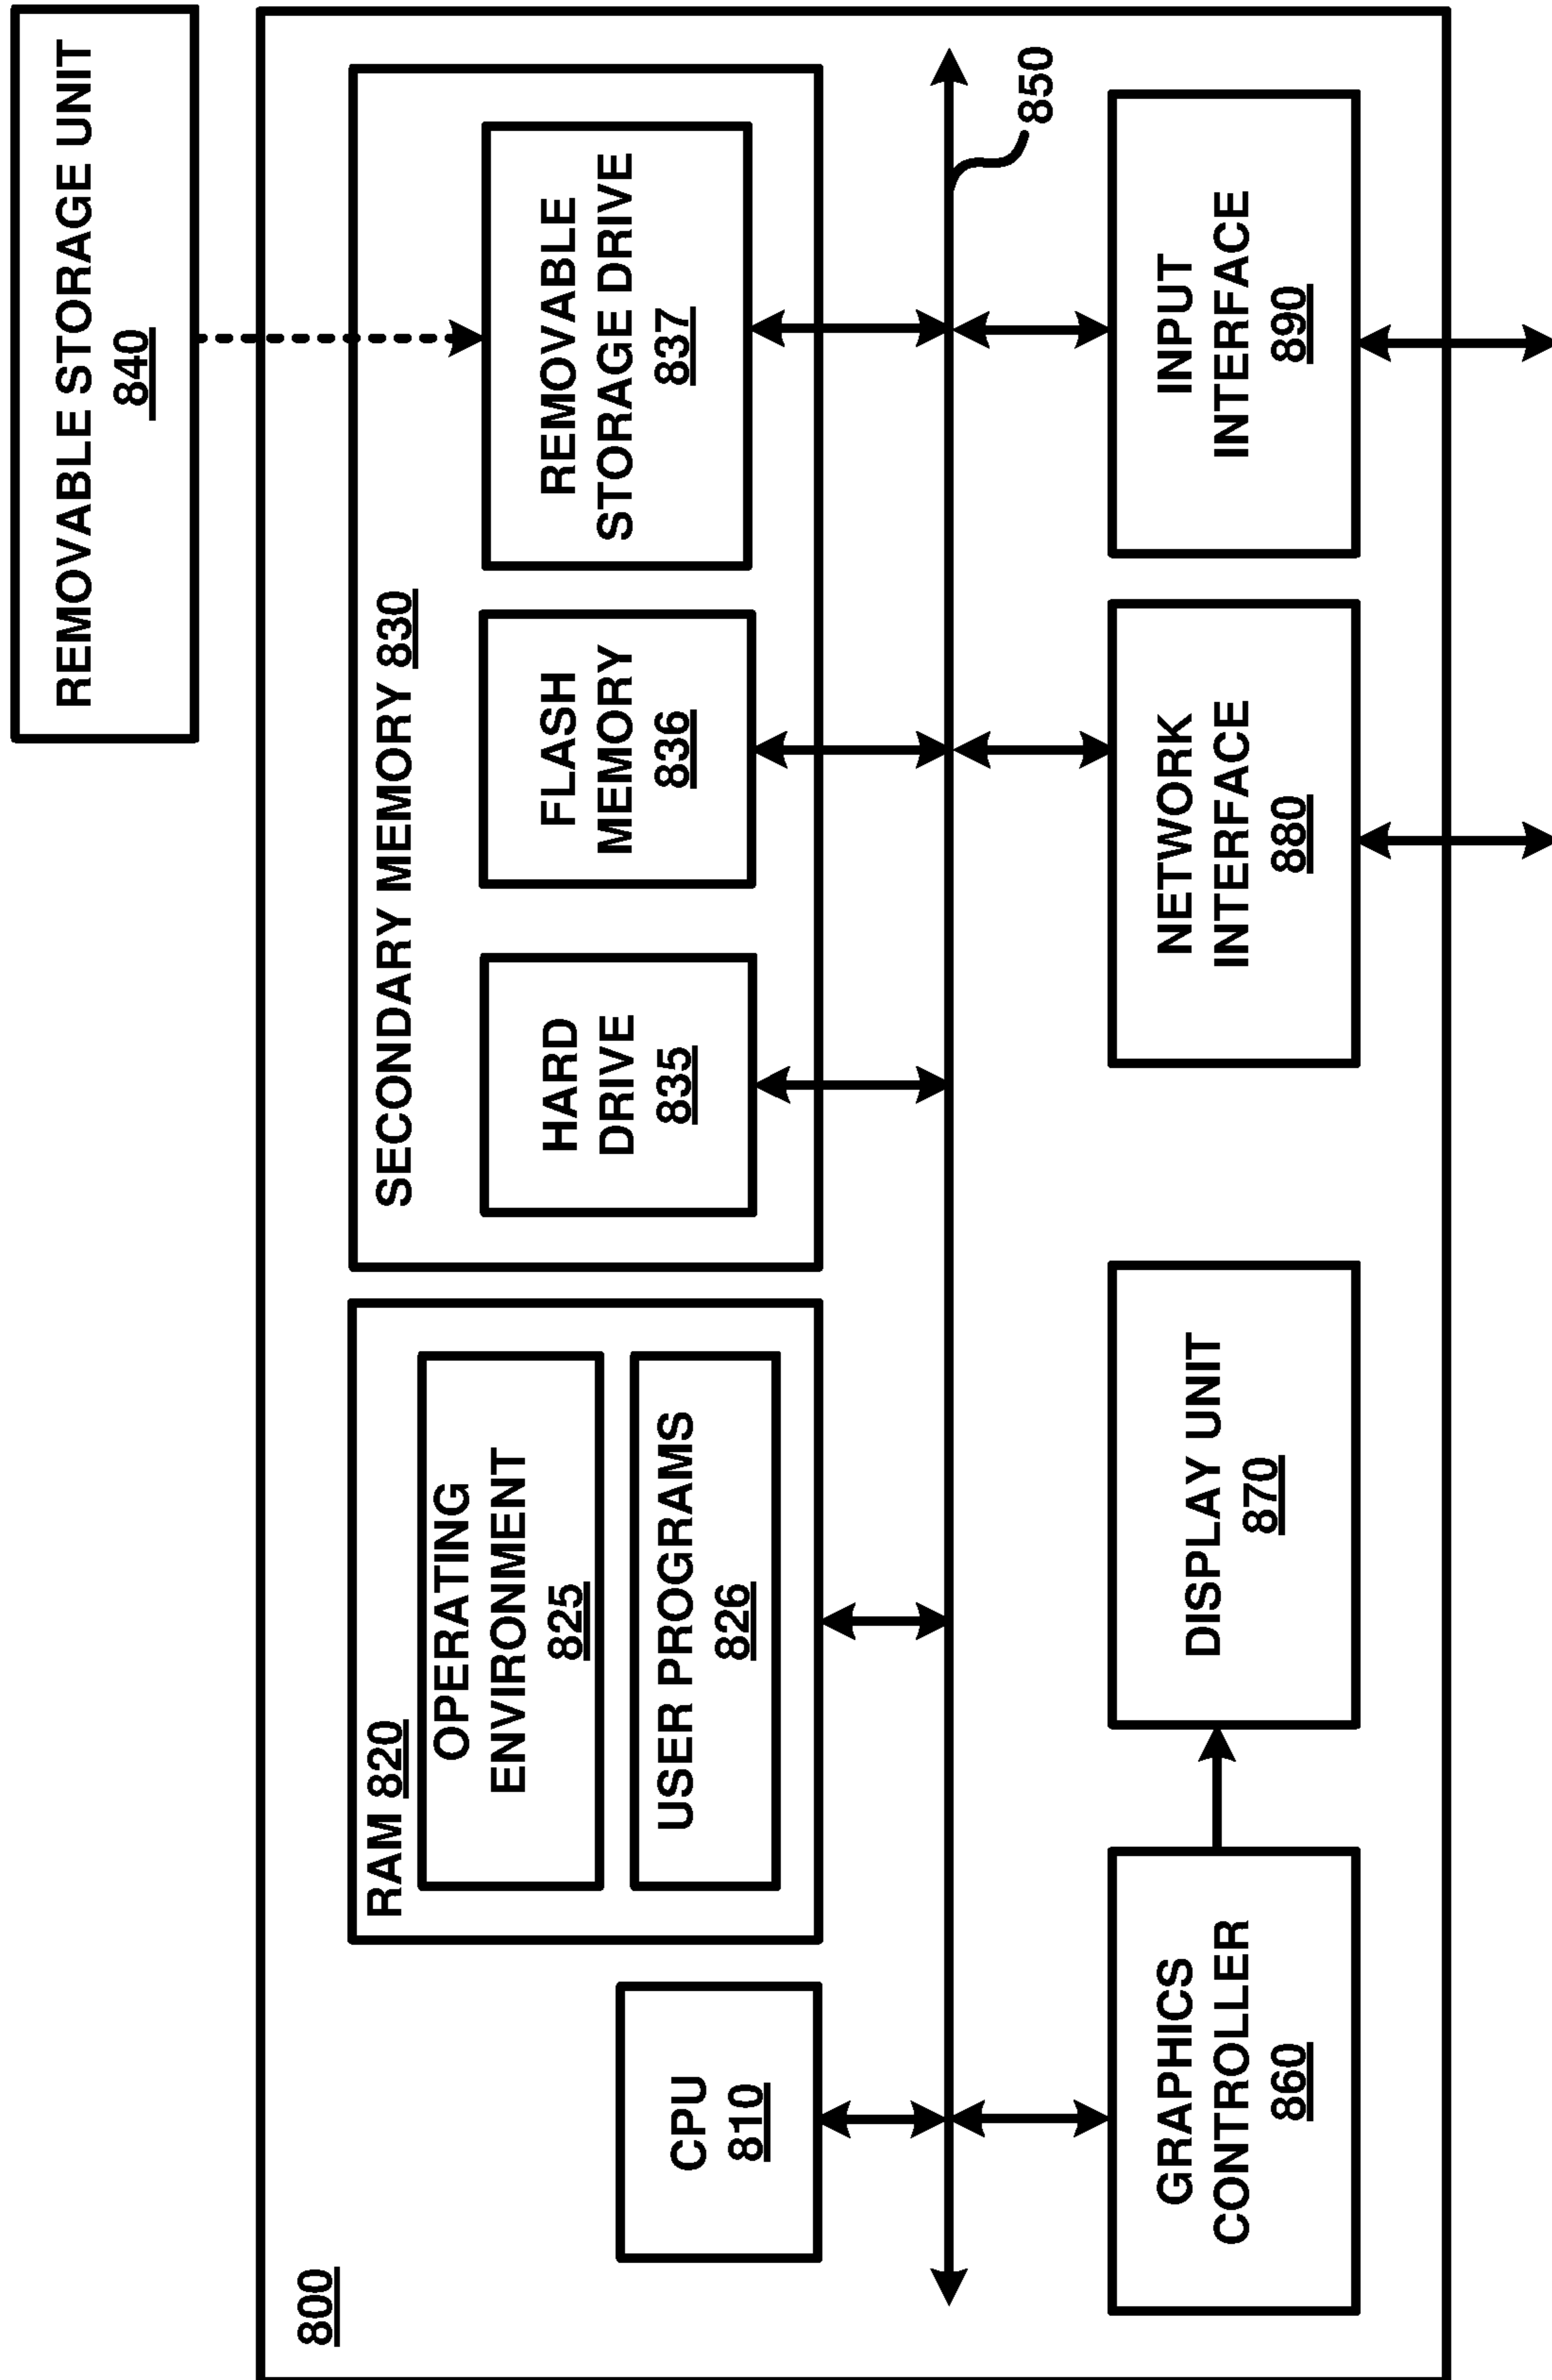 REMOVABLE STORAGE UNIT
840
800
CPU
810
RAM 820
OPERATING
ENVIRONMENT
825
USER PROGRAMS
826
SECONDARY MEMORY 830
HARD
DRIVE
835
FLASH
MEMORY
836
REMOVABLE
STORAGE DRIVE
837
850
GRAPHICS
CONTROLLER
860
DISPLAY UNIT
870
NETWORK
INTERFACE
880
INPUT
INTERFACE
890